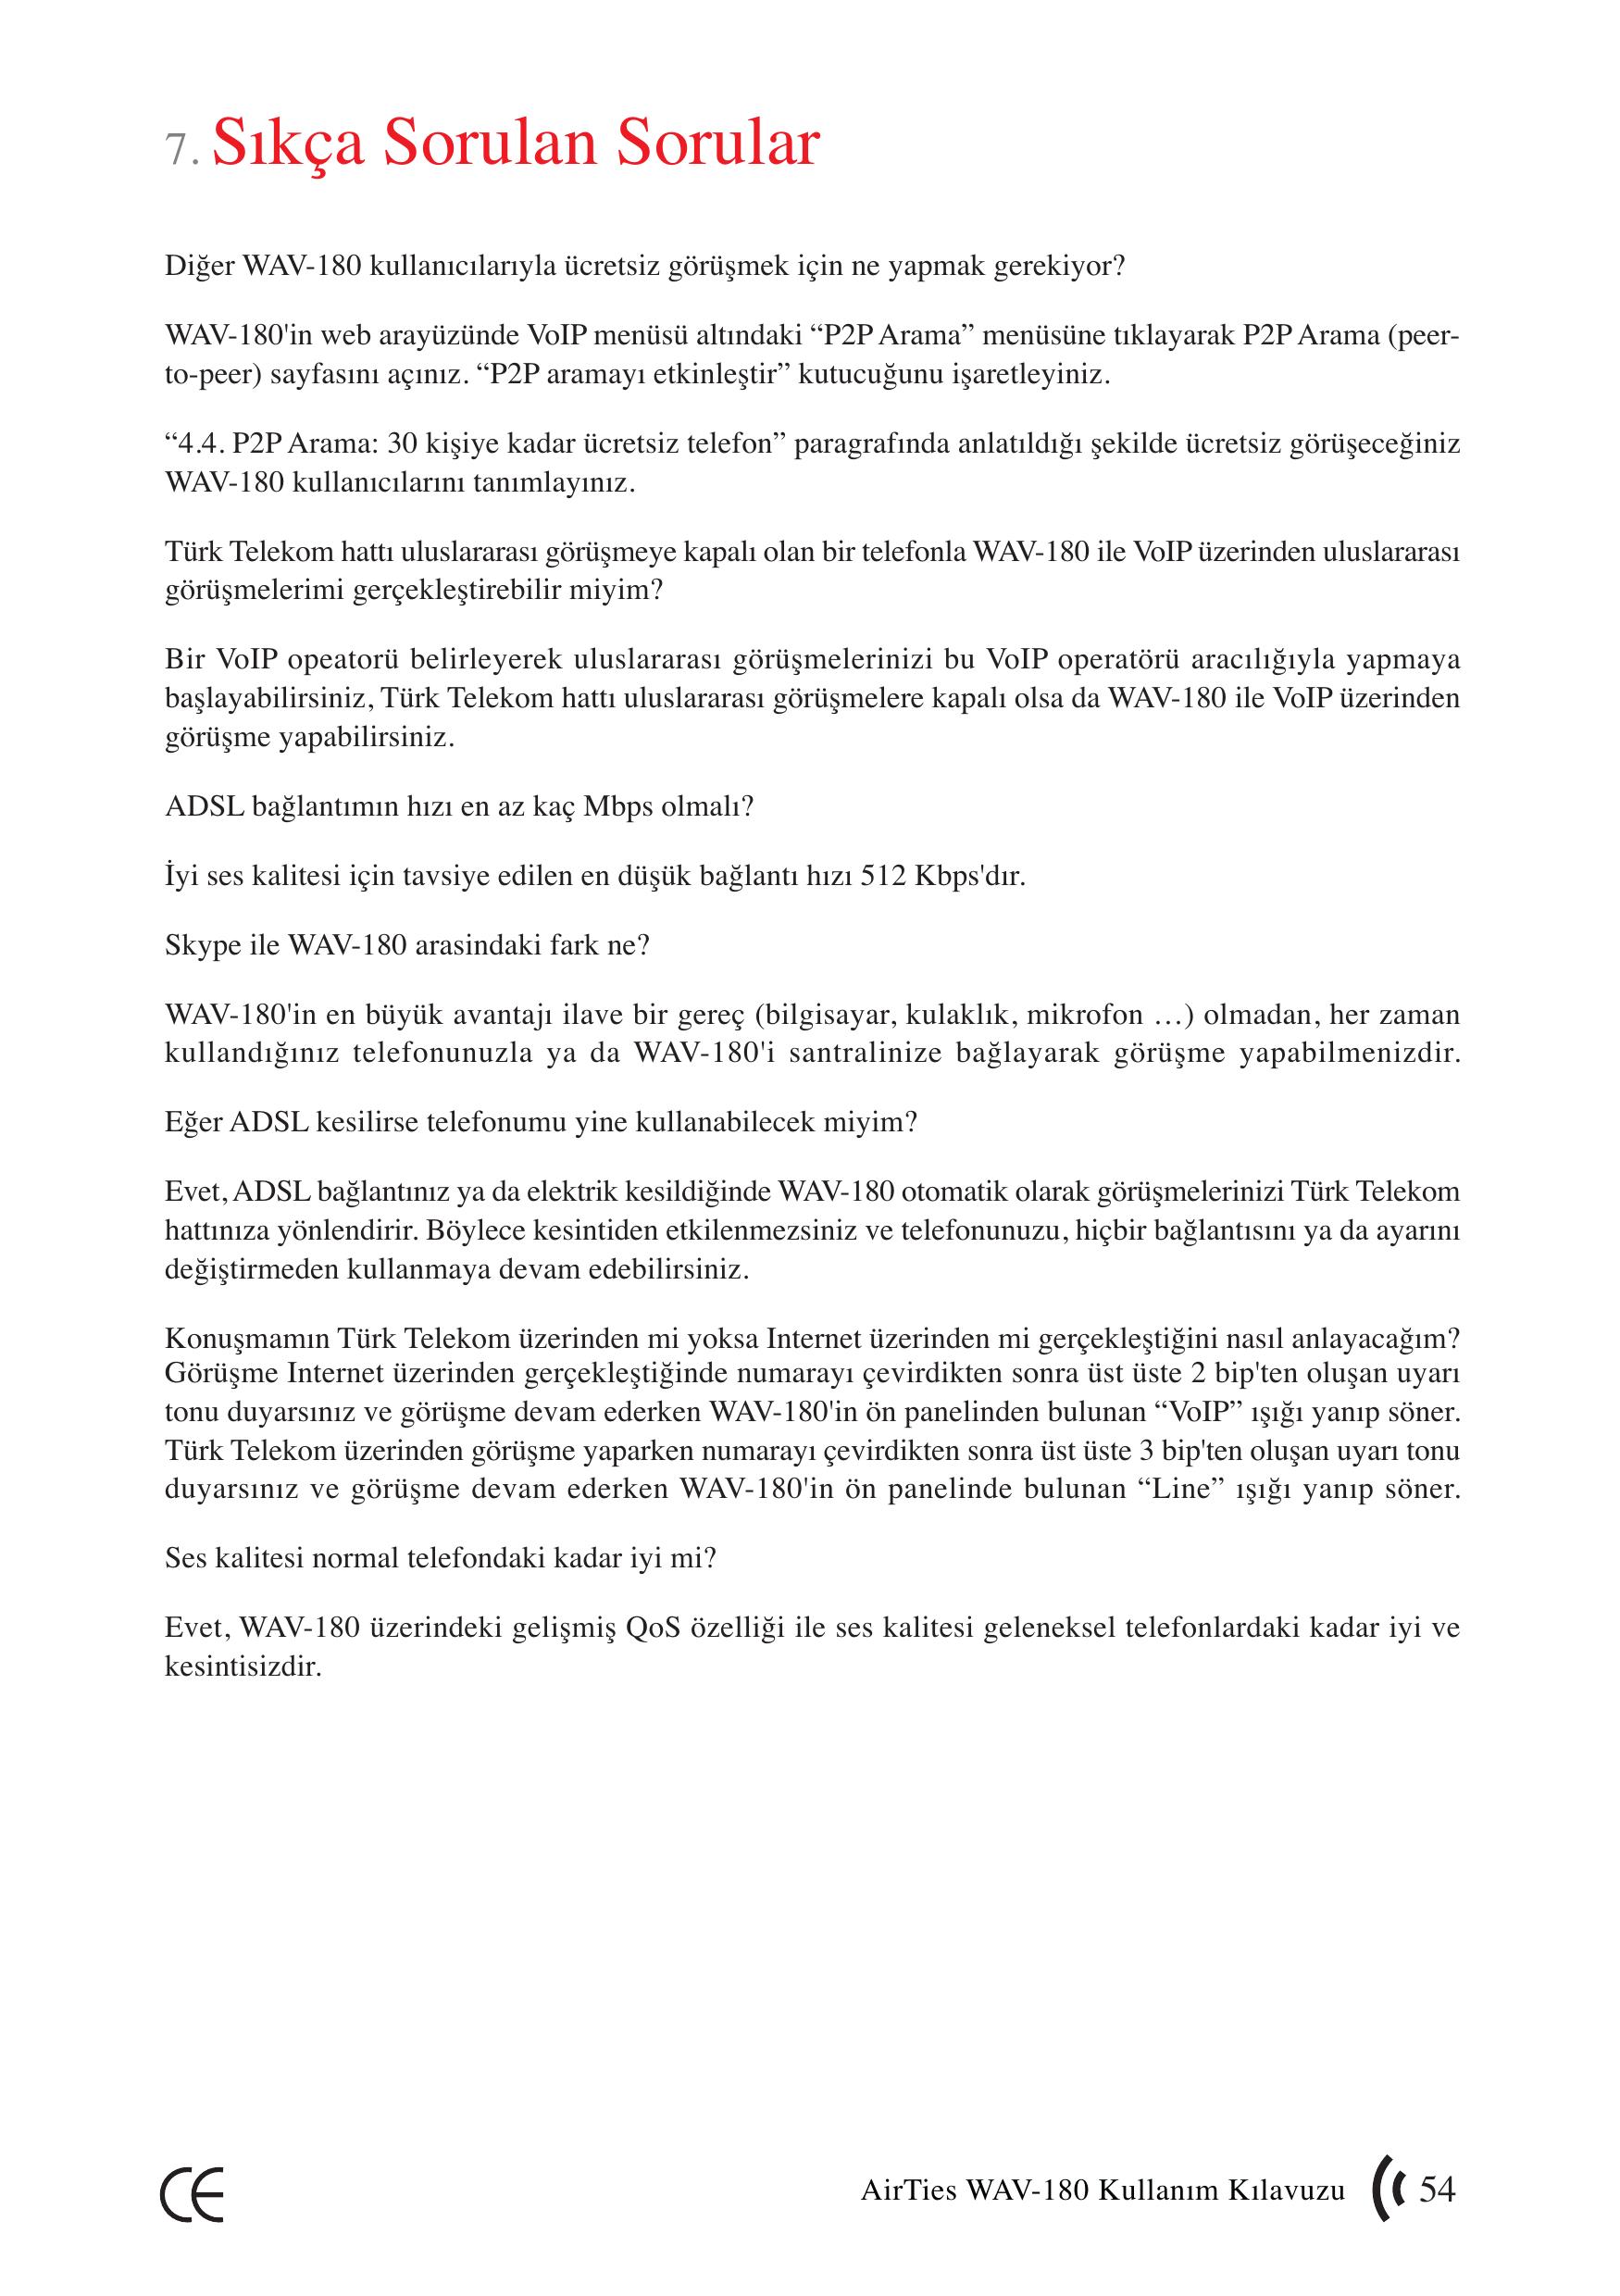 7. Sıkça Sorulan Sorular
Diğer WAV-180 kullanıcılarıyla ücretsiz görüşmek için ne yapmak gerekiyor?
WAV-180'in web arayüzünde VoIP menüsü altındaki “P2P Arama” menüsüne tıklayarak P2P Arama (peer-
to-peer) sayfasını açınız. “P2P aramayı etkinleştir” kutucuğunu işaretleyiniz.
“4.4. P2P Arama: 30 kişiye kadar ücretsiz telefon” paragrafında anlatıldığı şekilde ücretsiz görüşeceğiniz
WAV-180 kullanıcılarını tanımlayınız.
Türk Telekom hattı uluslararası görüşmeye kapalı olan bir telefonla WAV-180 ile VoIP üzerinden uluslararası
görüşmelerimi gerçekleştirebilir miyim?
Bir VoIP opeatorü belirleyerek uluslararası görüşmelerinizi bu VoIP operatörü aracılığıyla yapmaya
başlayabilirsiniz, Türk Telekom hattı uluslararası görüşmelere kapalı olsa da WAV-180 ile VoIP üzerinden
görüşme yapabilirsiniz.
ADSL bağlantımın hızı en az kaç Mbps olmalı?
İyi ses kalitesi için tavsiye edilen en düşük bağlantı hızı 512 Kbps'dır.
Skype ile WAV-180 arasindaki fark ne?
WAV-180'in en büyük avantajı ilave bir gereç (bilgisayar, kulaklık, mikrofon …) olmadan, her zaman
kullandığınız telefonunuzla ya da WAV-180'i santralinize bağlayarak görüşme yapabilmenizdir.
Eğer ADSL kesilirse telefonumu yine kullanabilecek miyim?
Evet, ADSL bağlantınız ya da elektrik kesildiğinde WAV-180 otomatik olarak görüşmelerinizi Türk Telekom
hattınıza yönlendirir. Böylece kesintiden etkilenmezsiniz ve telefonunuzu, hiçbir bağlantısını ya da ayarını
değiştirmeden kullanmaya devam edebilirsiniz.
Konuşmamın Türk Telekom üzerinden mi yoksa Internet üzerinden mi gerçekleştiğini nasıl anlayacağım?
Görüşme Internet üzerinden gerçekleştiğinde numarayı çevirdikten sonra üst üste 2 bip'ten oluşan uyarı
tonu duyarsınız ve görüşme devam ederken WAV-180'in ön panelinden bulunan “VoIP” ışığı yanıp söner.
Türk Telekom üzerinden görüşme yaparken numarayı çevirdikten sonra üst üste 3 bip'ten oluşan uyarı tonu
duyarsınız ve görüşme devam ederken WAV-180'in ön panelinde bulunan “Line” ışığı yanıp söner.
Ses kalitesi normal telefondaki kadar iyi mi?
Evet, WAV-180 üzerindeki gelişmiş QoS özelliği ile ses kalitesi geleneksel telefonlardaki kadar iyi ve
kesintisizdir.
CE
AirTies WAV-180 Kullanım Kılavuzu 54